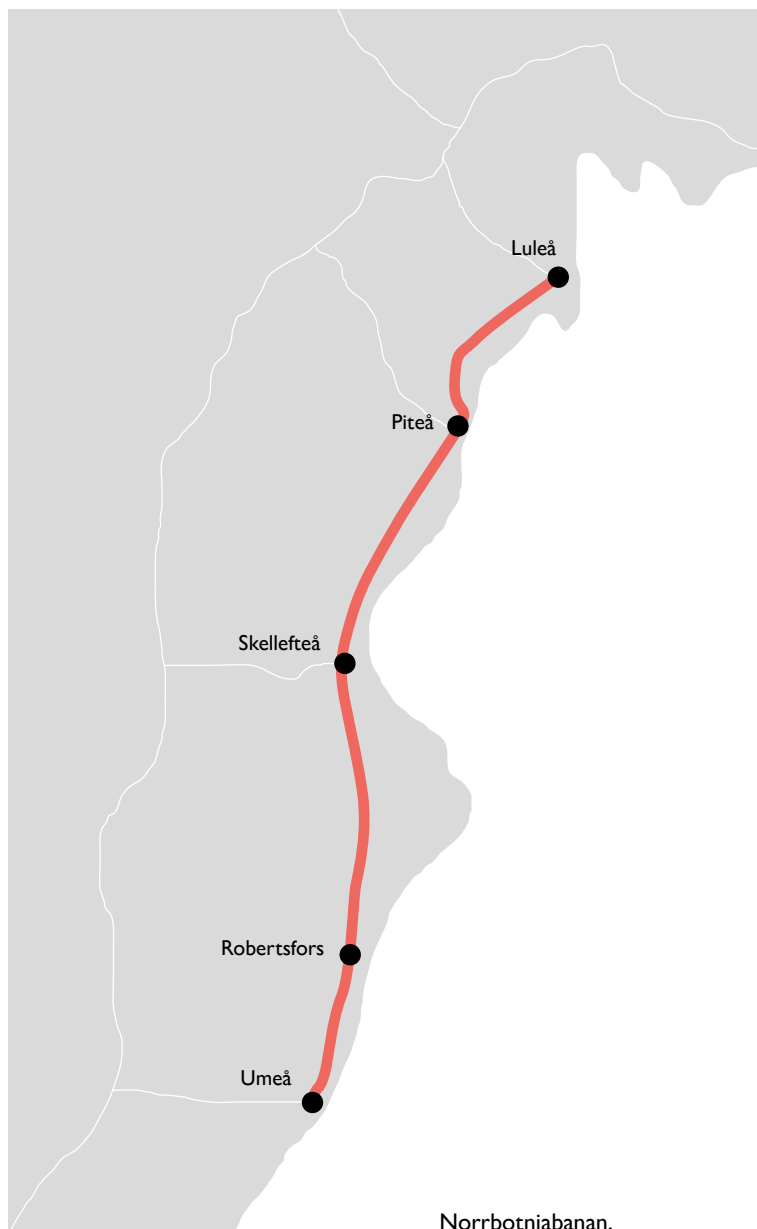 Luleå
Piteå
Skellefteå
Robertsfors
Umeå
Norrbotniabanan.